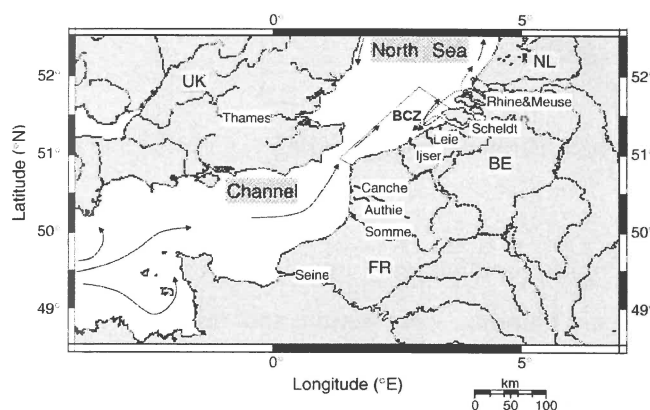 0°
5°
North Sea
NL
52°
UK
Rhine&Meuse
Thames
BCZ
Scheldt
Leie
Ijser
51°
BE
Channel
Canche
Authie
50°
Somme
FR
Seine
49°
Latitude (°N)
52°
51°
50°
49°
0°
5°
Longitude (°E)
km
0 50 100